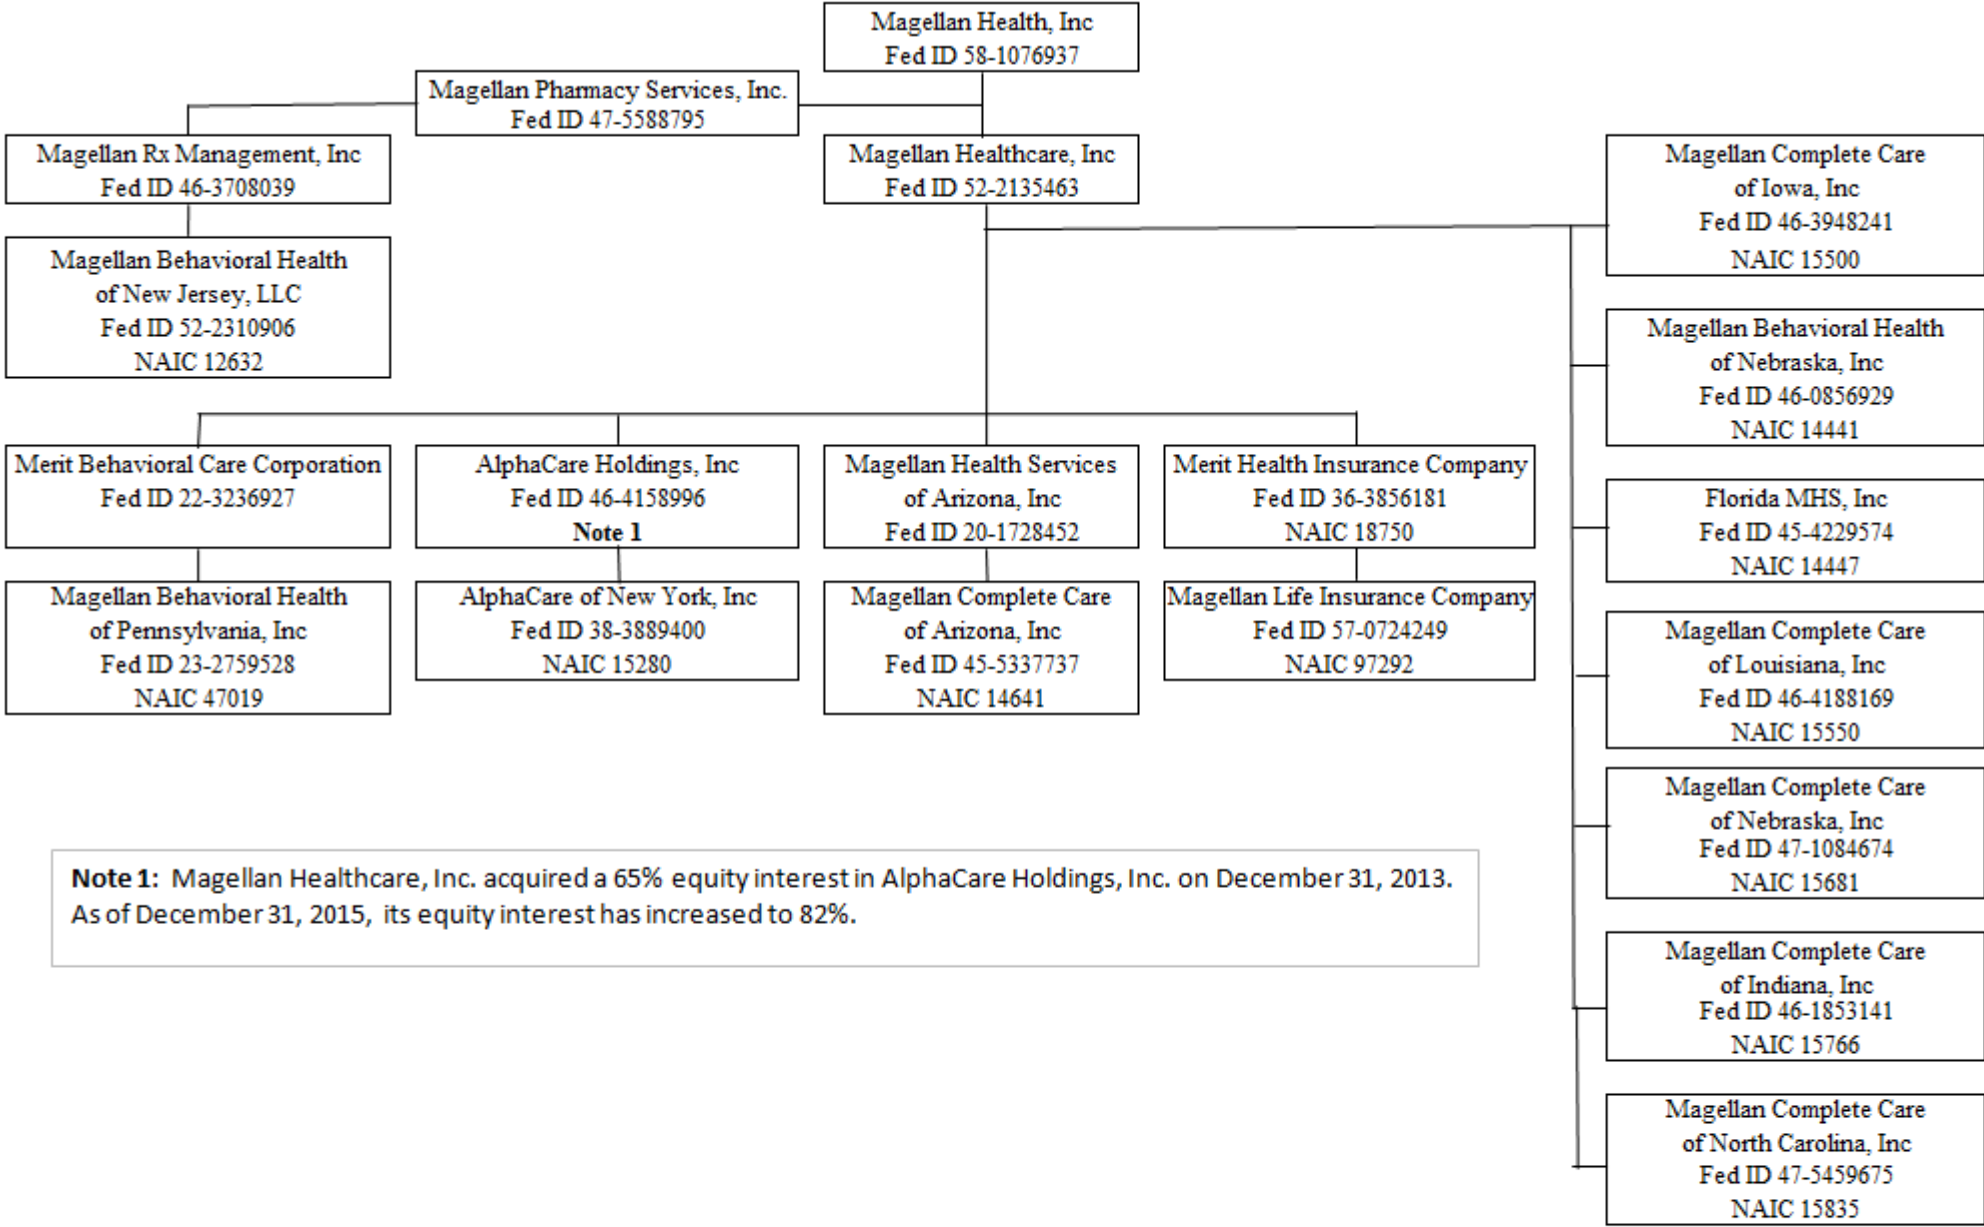 Magellan Health, Inc
Fed ID 58-1076937
Magellan Pharmacy Services, Inc.
Fed ID 47-5588795
Magellan Rx Management, Inc
Fed ID 46-3708039
Magellan Healthcare, Inc
Fed ID 52-2135463
Magellan Behavioral Health
of New Jersey, LLC
Fed ID 52-2310906
NAIC 12632
Merit Behavioral Care Corporation
Fed ID 22-3236927
AlphaCare Holdings, Inc
Fed ID 46-4158996
Note 1
Magellan Health Services
of Arizona, Inc
Fed ID 20-1728452
Merit Health Insurance Company
Fed ID 36-3856181
NAIC 18750
Magellan Behavioral Health
of Pennsylvania, Inc
Fed ID 23-2759528
NAIC 47019
AlphaCare of New York, Inc
Fed ID 38-3889400
NAIC 15280
Magellan Complete Care
of Arizona, Inc
Fed ID 45-5337737
NAIC 14641
Magellan Life Insurance Company
Fed ID 57-0724249
NAIC 97292
Magellan Complete Care
of Iowa, Inc
Fed ID 46-3948241
NAIC 15500
Magellan Behavioral Health
of Nebraska, Inc
Fed ID 46-0856929
NAIC 14441
Florida MHS, Inc
Fed ID 45-4229574
NAIC 14447
Magellan Complete Care
of Louisiana, Inc
Fed ID 46-4188169
NAIC 15550
Magellan Complete Care
of Nebraska, Inc
Fed ID 47-1084674
NAIC 15681
Magellan Complete Care
of Indiana, Inc
Fed ID 46-1853141
NAIC 15766
Magellan Complete Care
of North Carolina, Inc
Fed ID 47-5459675
NAIC 15835
Note 1: Magellan Healthcare, Inc. acquired a 65% equity interest in AlphaCare Holdings, Inc. on December 31, 2013.
As of December 31, 2015, its equity interest has increased to 82%.